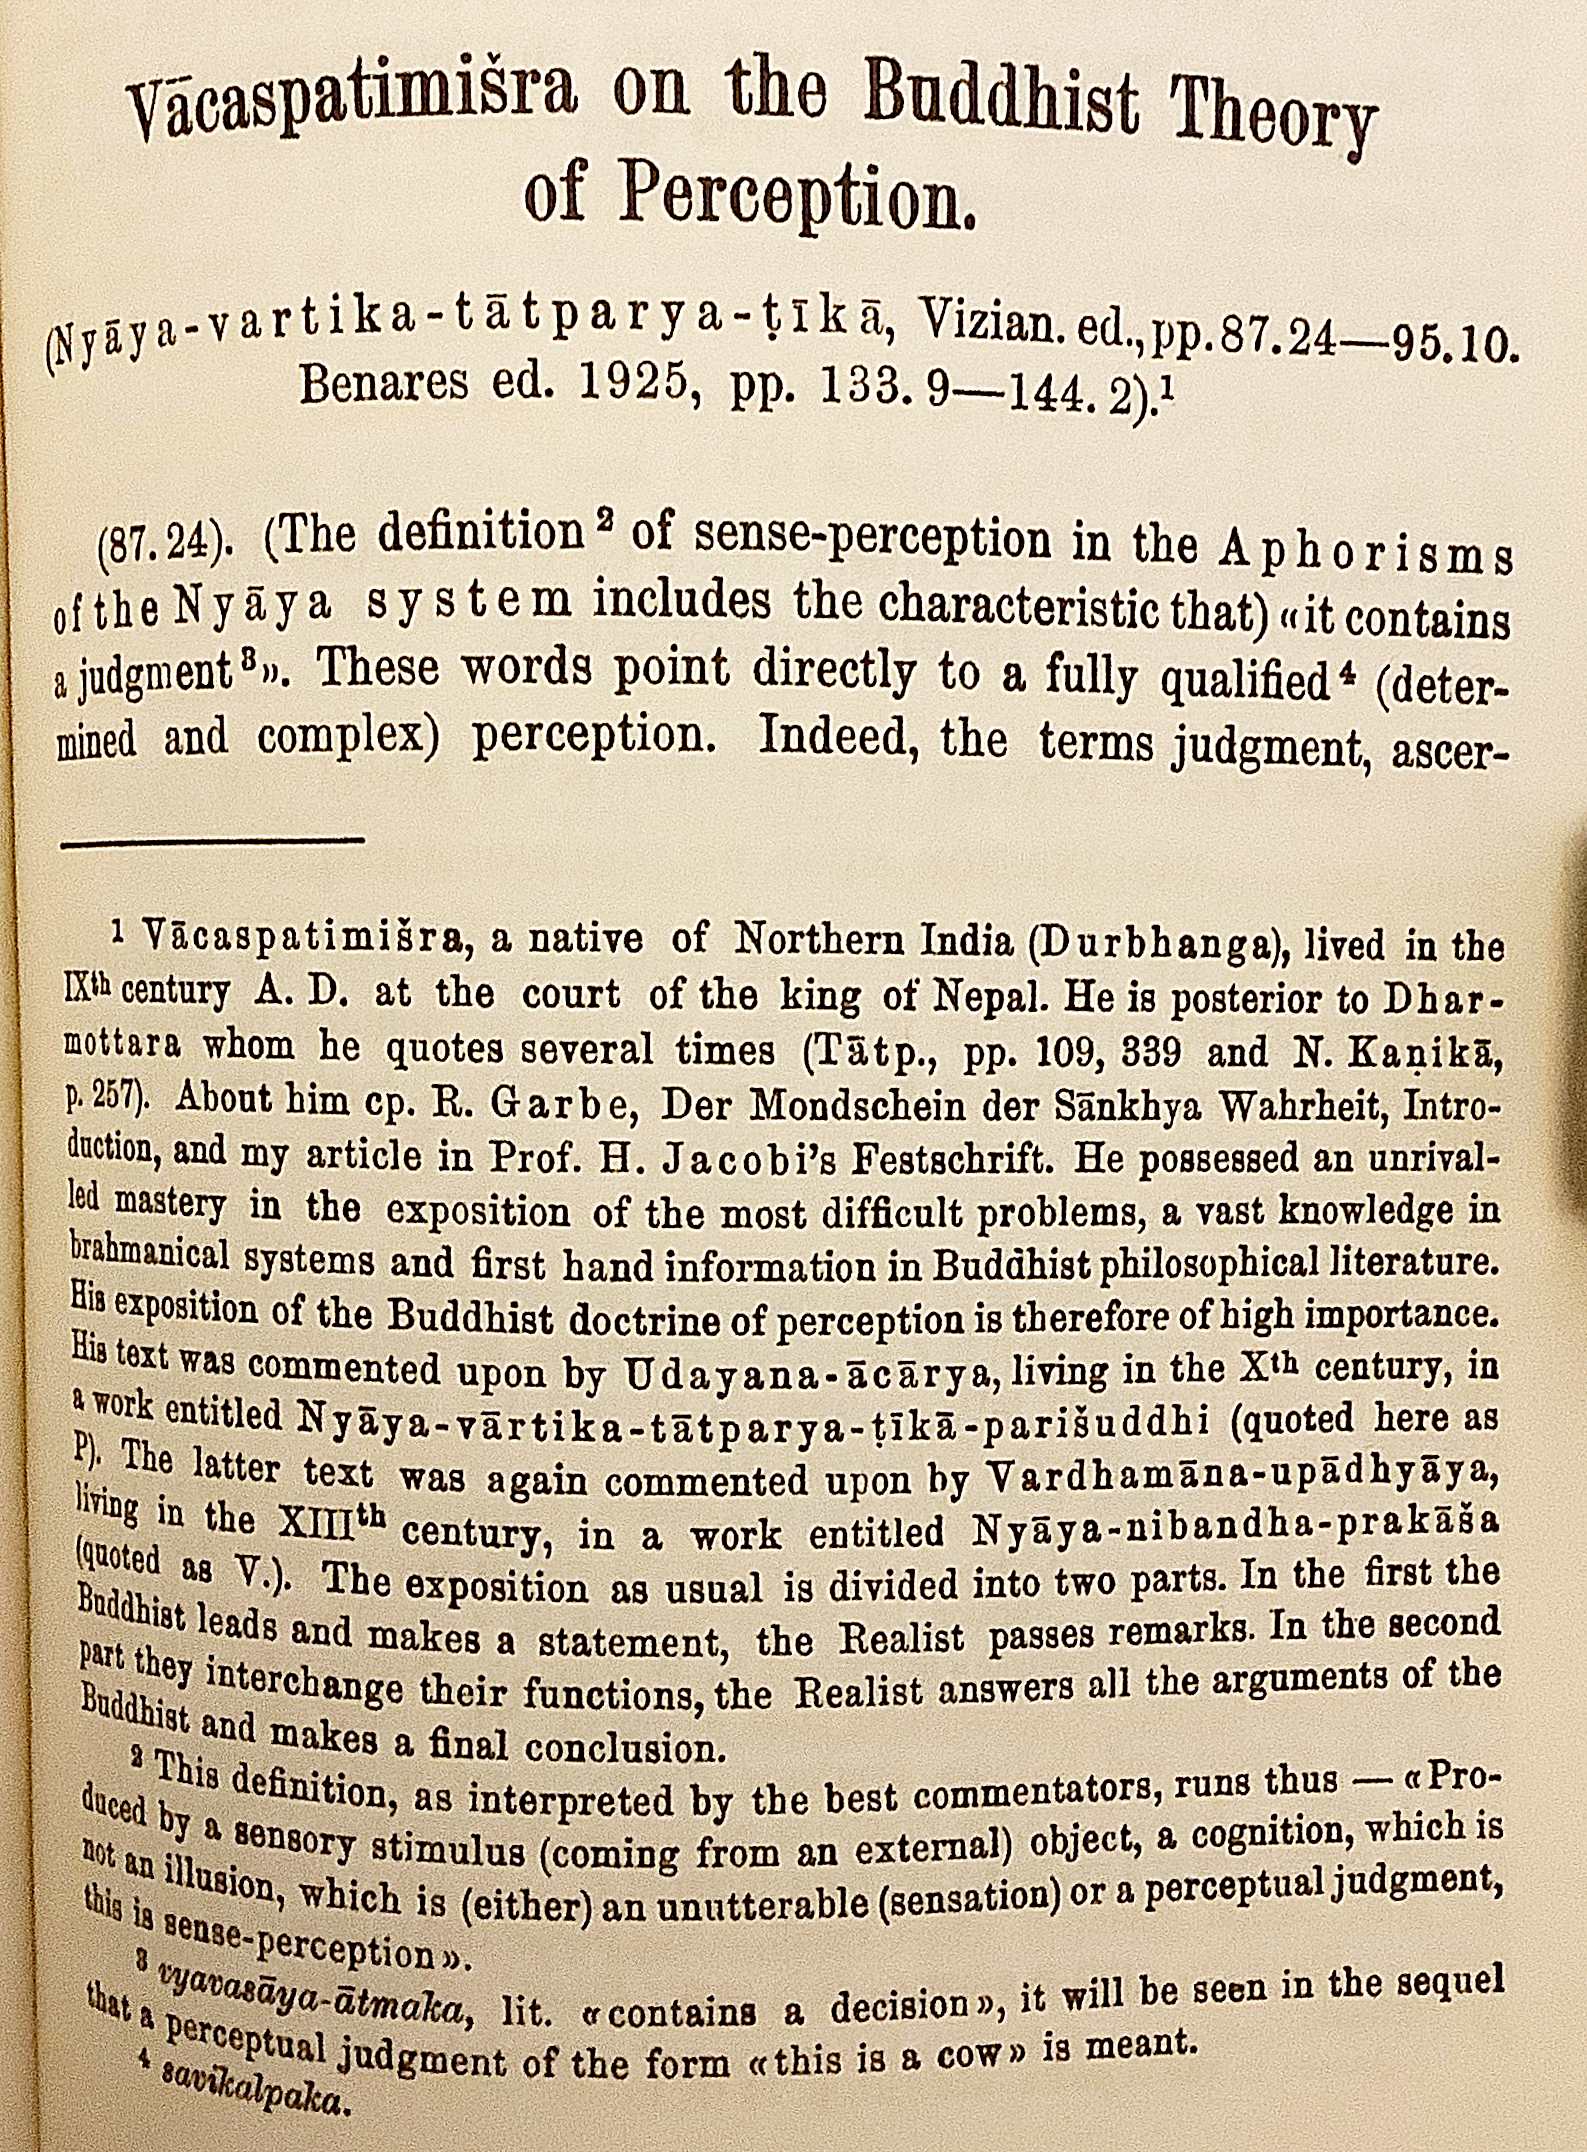 Vācaspatimišra on the Buddhist Theory
of Perception.
(Nyāya-vartika-tātparya-ṭīkā, Vizian. ed., pp. 87. 24—95. 10.
Benares ed. 1925, pp. 133. 9—144. 2).¹
(87. 24). (The definition ² of sense-perception in the Aphorisms
of the Nyāya system includes the characteristic that) «it contains
a judgment ³». These words point directly to a fully qualified ⁴ (deter-
mined and complex) perception. Indeed, the terms judgment, ascer-
¹ Vācaspatimišra, a native of Northern India (Durbhanga), lived in the
IXth century A. D. at the court of the king of Nepal. He is posterior to Dhar-
mottara whom he quotes several times (Tātp., pp. 109, 339 and N. Kaṇikā,
p. 257). About him cp. R. Garbe, Der Mondschein der Sānkhya Wahrheit, Intro-
duction, and my article in Prof. H. Jacobi's Festschrift. He possessed an unrival-
led mastery in the exposition of the most difficult problems, a vast knowledge in
brahmanical systems and first hand information in Buddhist philosophical literature.
His exposition of the Buddhist doctrine of perception is therefore of high importance.
His text was commented upon by Udayana-ācārya, living in the Xth century, in
a work entitled Nyāya-vārtika-tātparya-ṭīkā-parišuddhi (quoted here as
P). The latter text was again commented upon by Vardhamāna-upādhyāya,
living in the XIIIth century, in a work entitled Nyāya-nibandha-prakāša
(quoted as V.). The exposition as usual is divided into two parts. In the first the
Buddhist leads and makes a statement, the Realist passes remarks. In the second
part they interchange their functions, the Realist answers all the arguments of the
Buddhist and makes a final conclusion.
² This definition, as interpreted by the best commentators, runs thus — «Pro-
duced by a sensory stimulus (coming from an external) object, a cognition, which is
not an illusion, which is (either) an unutterable (sensation) or a perceptual judgment,
this is sense-perception».
³ vyavasāya-ātmaka, lit. «contains a decision», it will be seen in the sequel
that a perceptual judgment of the form «this is a cow» is meant.
⁴ savikalpaka.